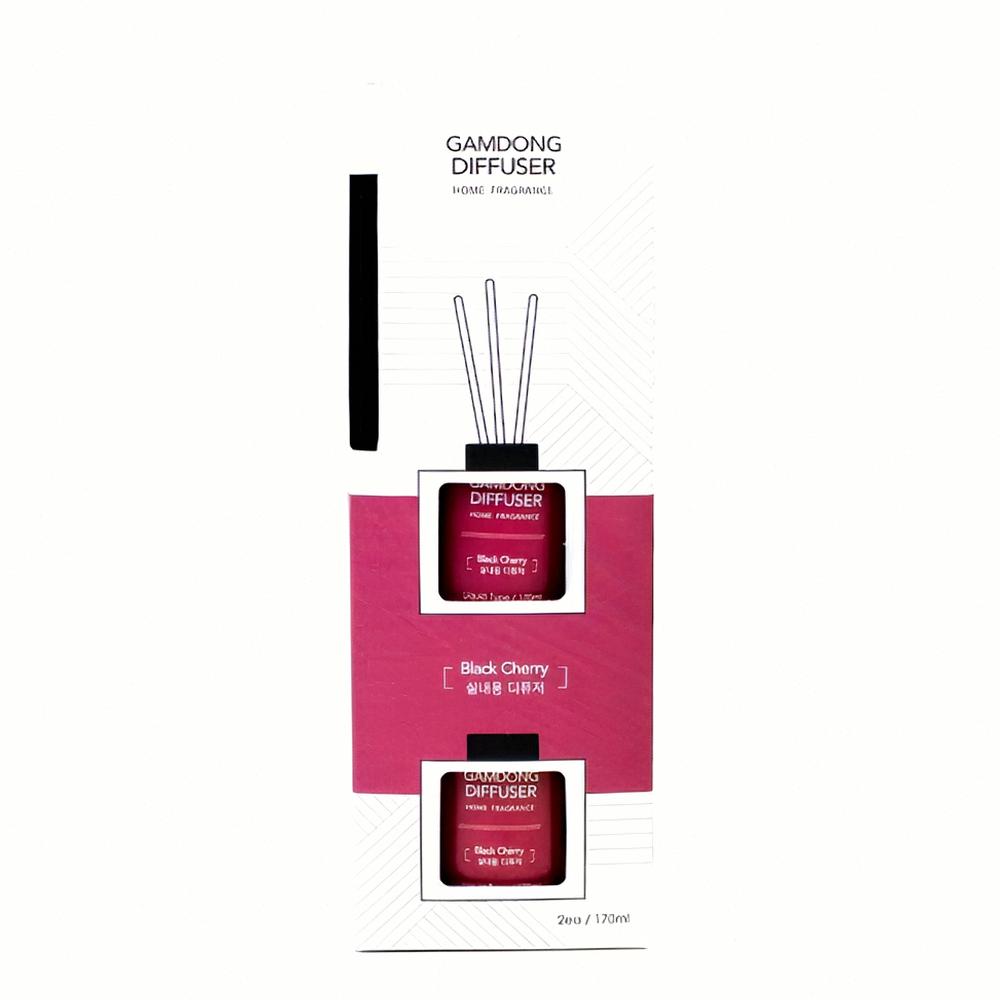 GAMDONG
DIFFUSER
HOME FRAGRANCE
GAMDONG
DIFFUSER
HOME FRAGRANCE
Black Cherry
실내용 디퓨저
Black Cherry
실내용 디퓨저
GAMDONG
DIFFUSER
HOME FRAGRANCE
Black Cherry
실내용 디퓨저
170ml